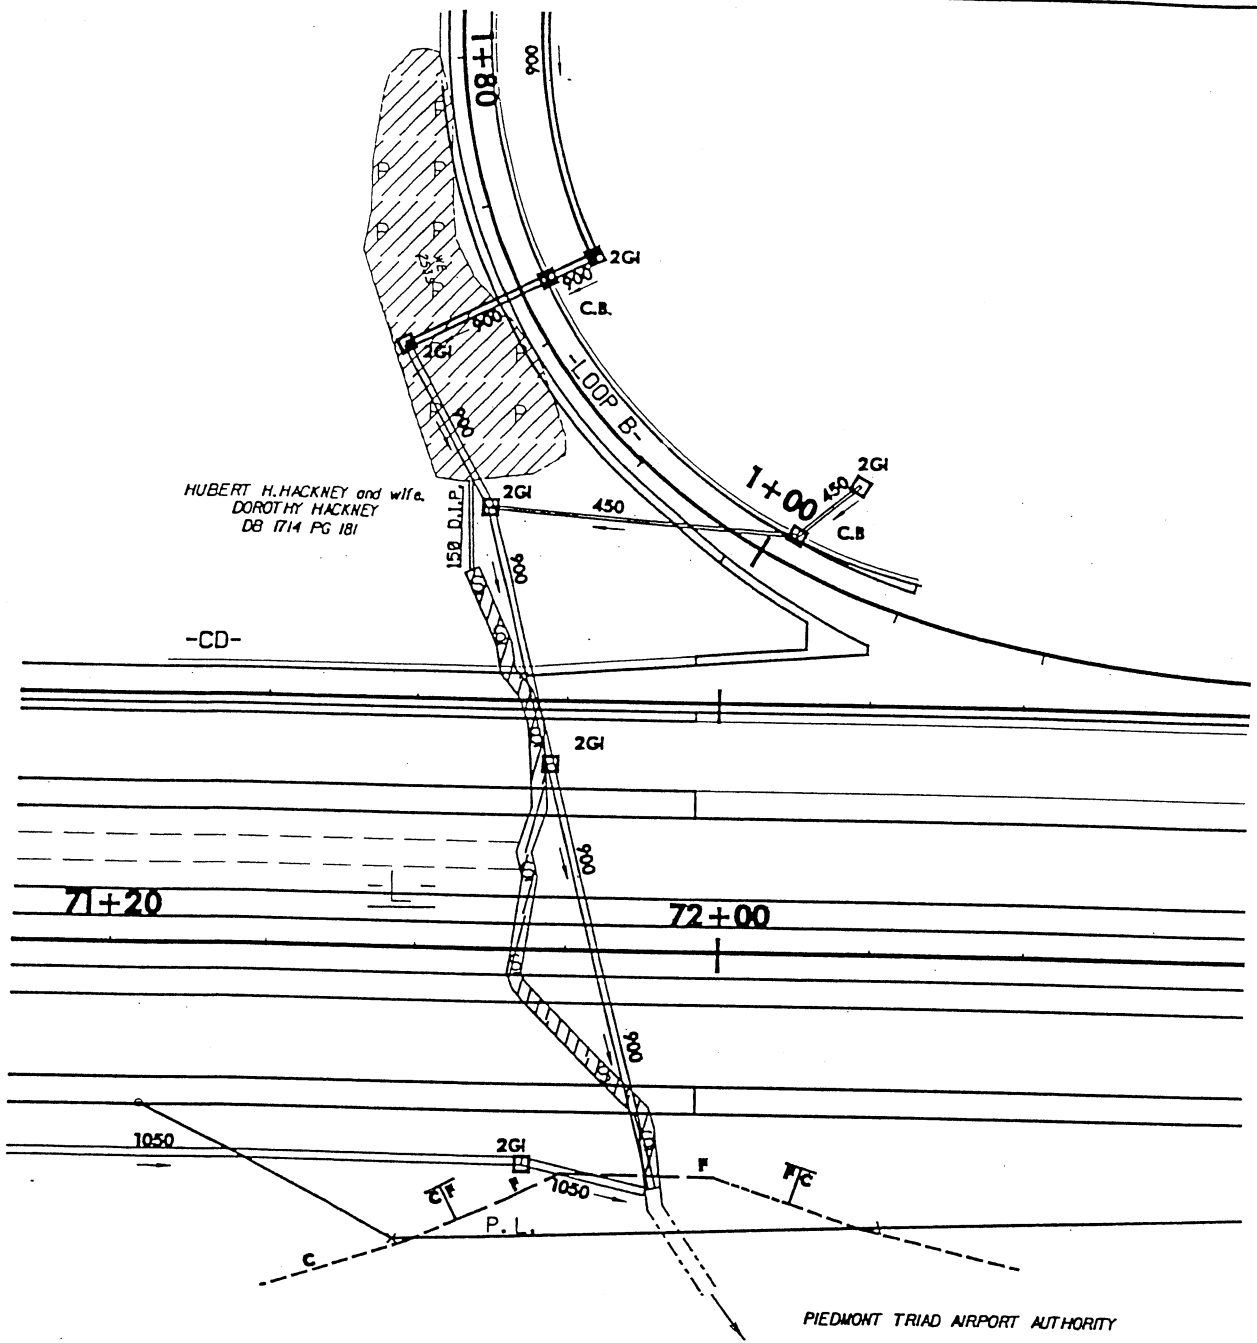 1+80
900
2GI
900
C.B.
900
2GI
-LOOP B-
900
2GI
1+00
450
HUBERT H. HACKNEY and wife,
DOROTHY HACKNEY
DB 1714 PG 181
2GI
450
C.B
150 D.I.P.
900
-CD-
2GI
900
71+20
L
72+00
900
1050
2GI
F
F
F C
C F
1050
P.L.
C
PIEDMONT TRIAD AIRPORT AUTHORITY